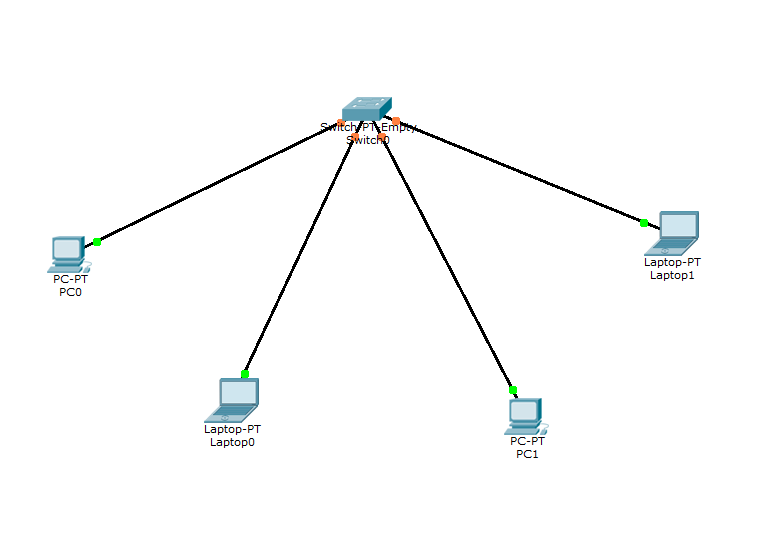 Switch-PT-Empty
Switch0
Laptop-PT
Laptop1
PC-PT
PC0
Laptop-PT
Laptop0
PC-PT
PC1